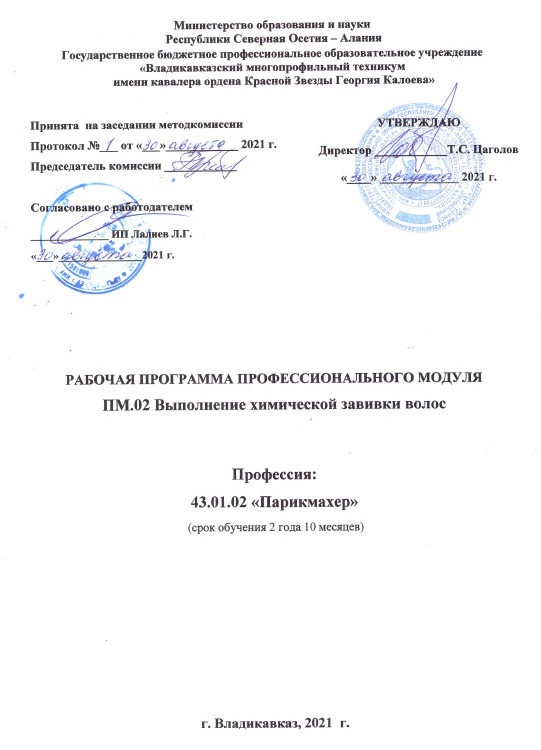 Министерство образования и науки
Республики Северная Осетия – Алания
Государственное бюджетное профессиональное образовательное учреждение
«Владикавказский многопрофильный техникум
имени кавалера ордена Красной Звезды Георгия Калоева»
Принята на заседании методкомиссии
Протокол № 1 от «30» августа 2021 г.
Председатель комиссии
УТВЕРЖДАЮ
Директор Т.С. Цаголов
«30» августа 2021 г.
Согласовано с работодателем
ИП Лалиев Л.Г.
«30» августа 2021 г.
РАБОЧАЯ ПРОГРАММА ПРОФЕССИОНАЛЬНОГО МОДУЛЯ
ПМ.02 Выполнение химической завивки волос
Профессия:
43.01.02 «Парикмахер»
(срок обучения 2 года 10 месяцев)
г. Владикавказ, 2021 г.